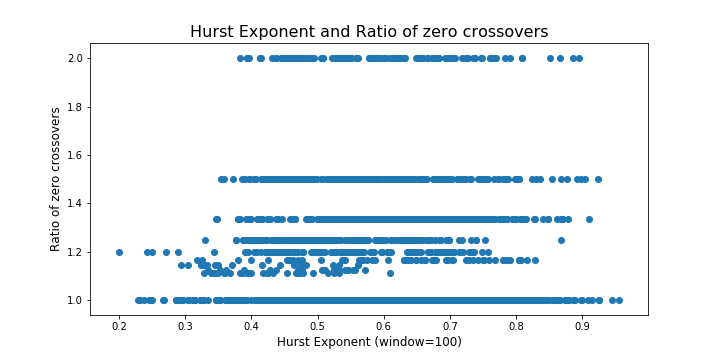 Hurst Exponent and Ratio of zero crossovers
Ratio of zero crossovers
2.0
1.8
1.6
1.4
1.2
1.0
0.2 0.3 0.4 0.5 0.6 0.7 0.8 0.9
Hurst Exponent (window=100)